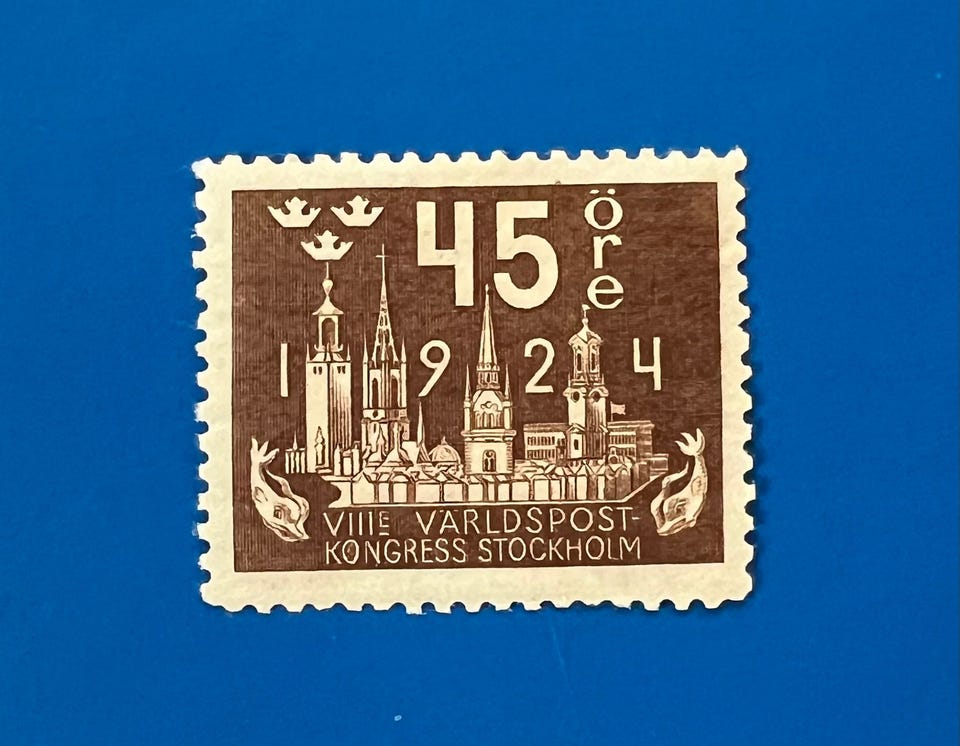 45 öre
1 9 2 4
VIIIE VÄRLDSPOST-
KONGRESS STOCKHOLM